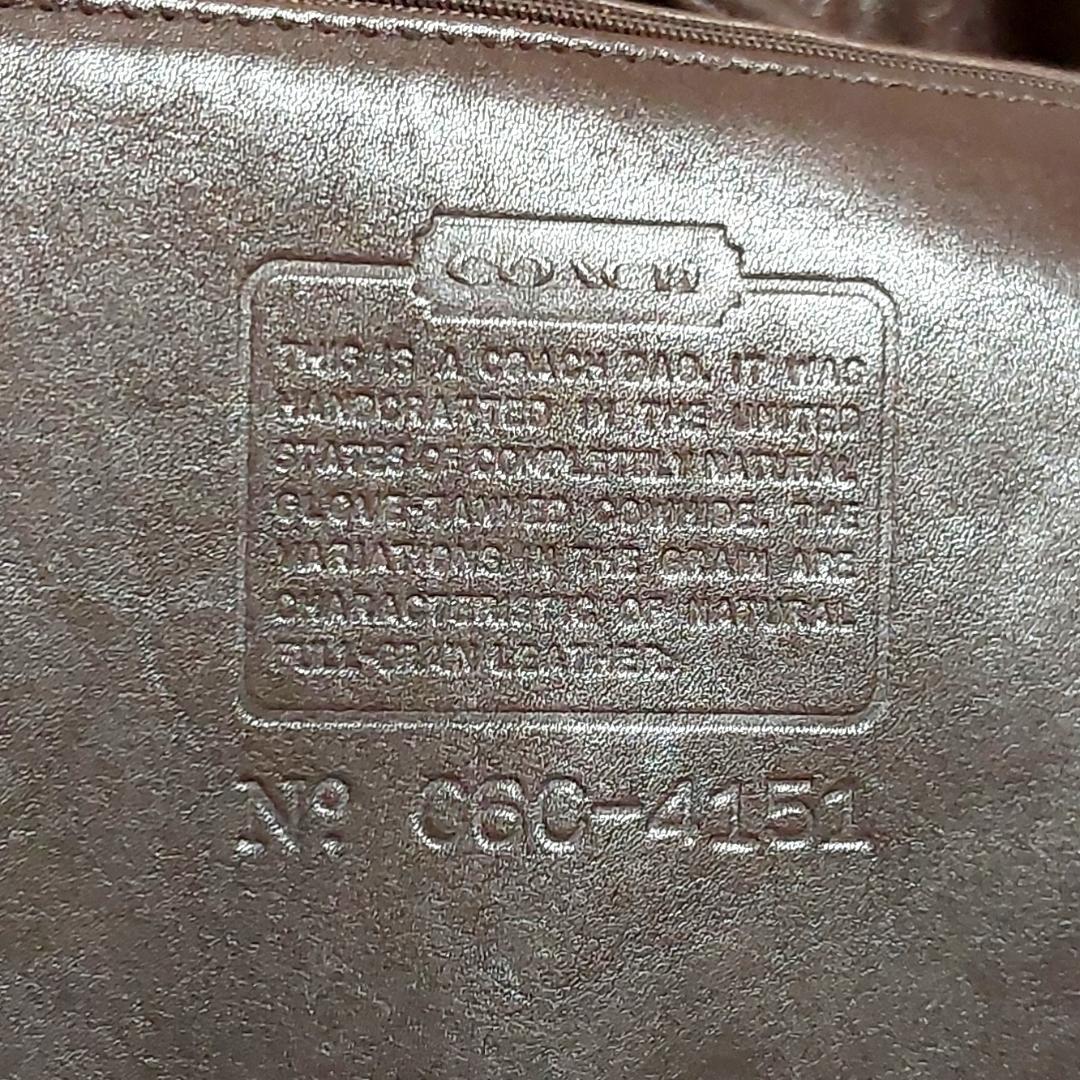 COACH
THIS IS A COACH BAG. IT WAS
HANDCRAFTED IN THE UNITED
STATES OF COMPLETELY NATURAL
GLOVE-TANNED COWHIDE. THE
VARIATIONS IN THE GRAIN ARE
CHARACTERISTIC OF NATURAL
FULL-GRAIN LEATHER.
Nº C6C-4151